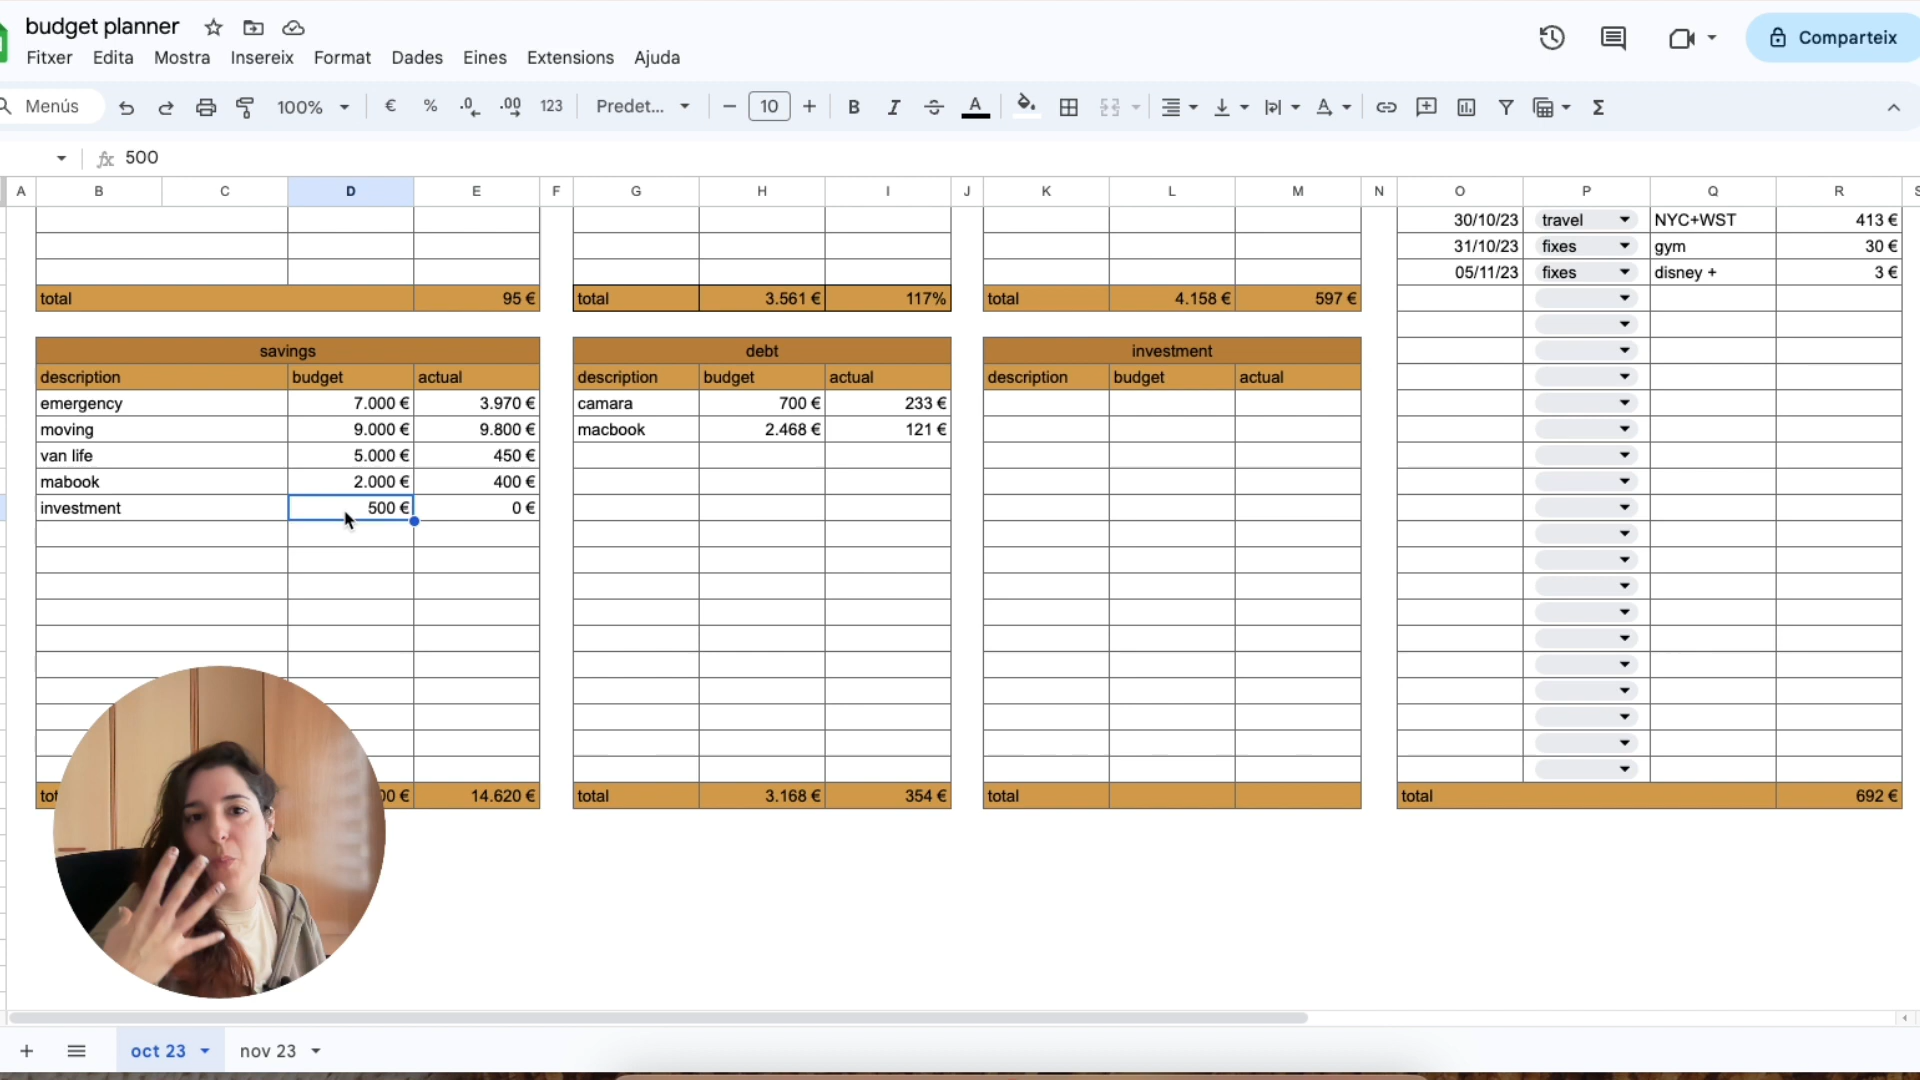 budget planner
Fitxer Edita Mostra Insereix Format Dades Eines Extensions Ajuda
Comparteix
Menús 100% € % .0 .00 123 Predet... − 10 + B I A Σ
fx 500
A B C D E F G H I J K L M N O P Q R S
30/10/23 travel NYC+WST 413 €
31/10/23 fixes gym 30 €
05/11/23 fixes disney + 3 €
total 95 € total 3.561 € 117% total 4.158 € 597 €
savings debt investment
description budget actual description budget actual description budget actual
emergency 7.000 € 3.970 € camara 700 € 233 €
moving 9.000 € 9.800 € macbook 2.468 € 121 €
van life 5.000 € 450 €
mabook 2.000 € 400 €
investment 500 € 0 €
14.620 € total 3.168 € 354 € total total 692 €
+ oct 23 nov 23